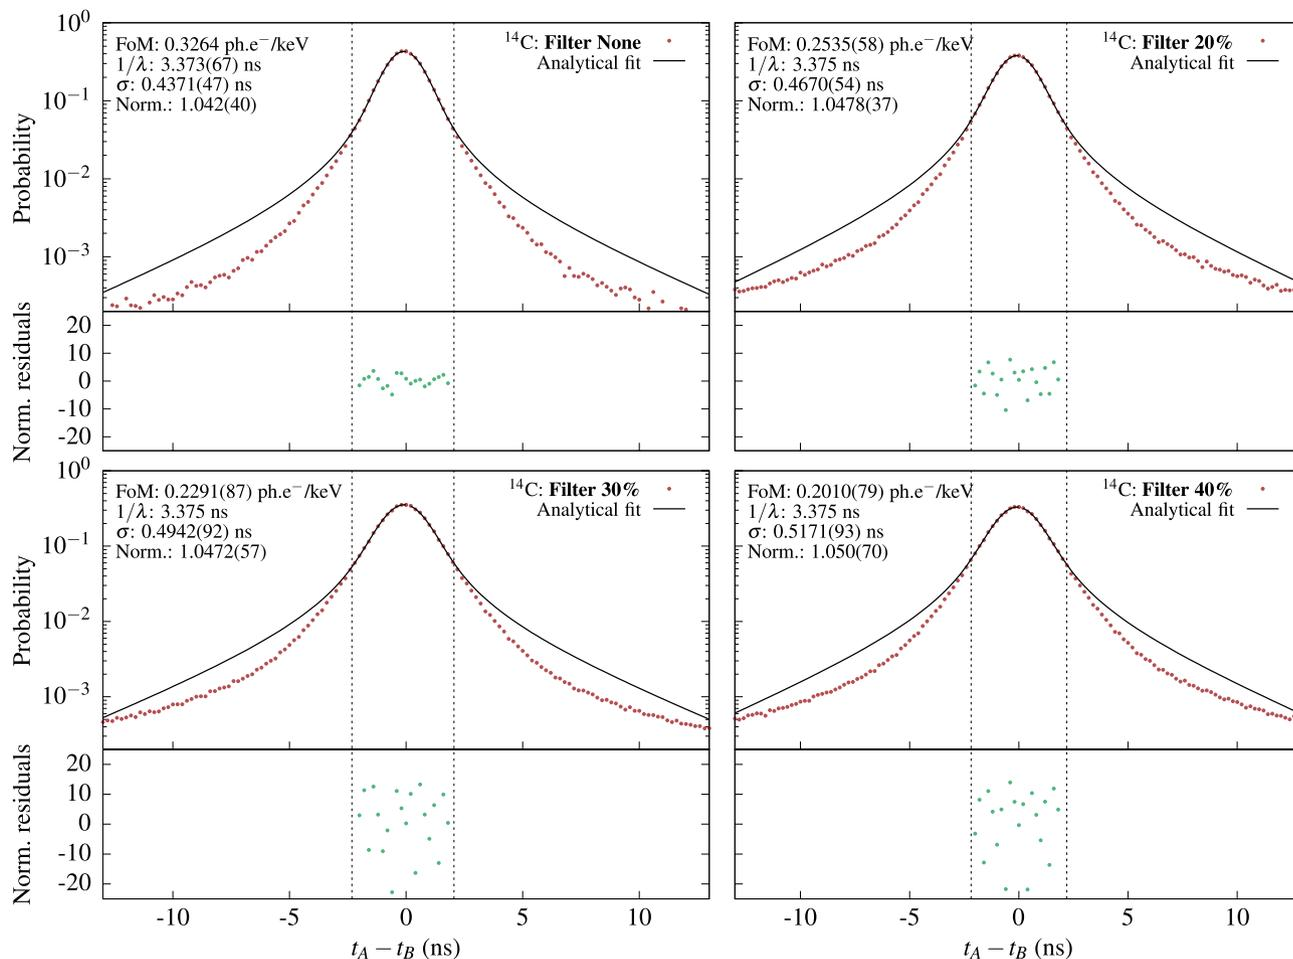 FoM: 0.3264 ph.e⁻/keV
1/λ: 3.373(67) ns
σ: 0.4371(47) ns
Norm.: 1.042(40)
¹⁴C: Filter None
Analytical fit
10⁰
10⁻¹
10⁻²
10⁻³
Probability
FoM: 0.2535(58) ph.e⁻/keV
1/λ: 3.375 ns
σ: 0.4670(54) ns
Norm.: 1.0478(37)
¹⁴C: Filter 20%
Analytical fit
20
10
0
-10
-20
Norm. residuals
FoM: 0.2291(87) ph.e⁻/keV
1/λ: 3.375 ns
σ: 0.4942(92) ns
Norm.: 1.0472(57)
¹⁴C: Filter 30%
Analytical fit
10⁰
10⁻¹
10⁻²
10⁻³
Probability
FoM: 0.2010(79) ph.e⁻/keV
1/λ: 3.375 ns
σ: 0.5171(93) ns
Norm.: 1.050(70)
¹⁴C: Filter 40%
Analytical fit
20
10
0
-10
-20
Norm. residuals
-10 -5 0 5 10
t_A − t_B (ns)
-10 -5 0 5 10
t_A − t_B (ns)